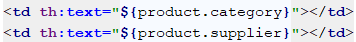 <td th:text="${product.category}"></td>
<td th:text="${product.supplier}"></td>